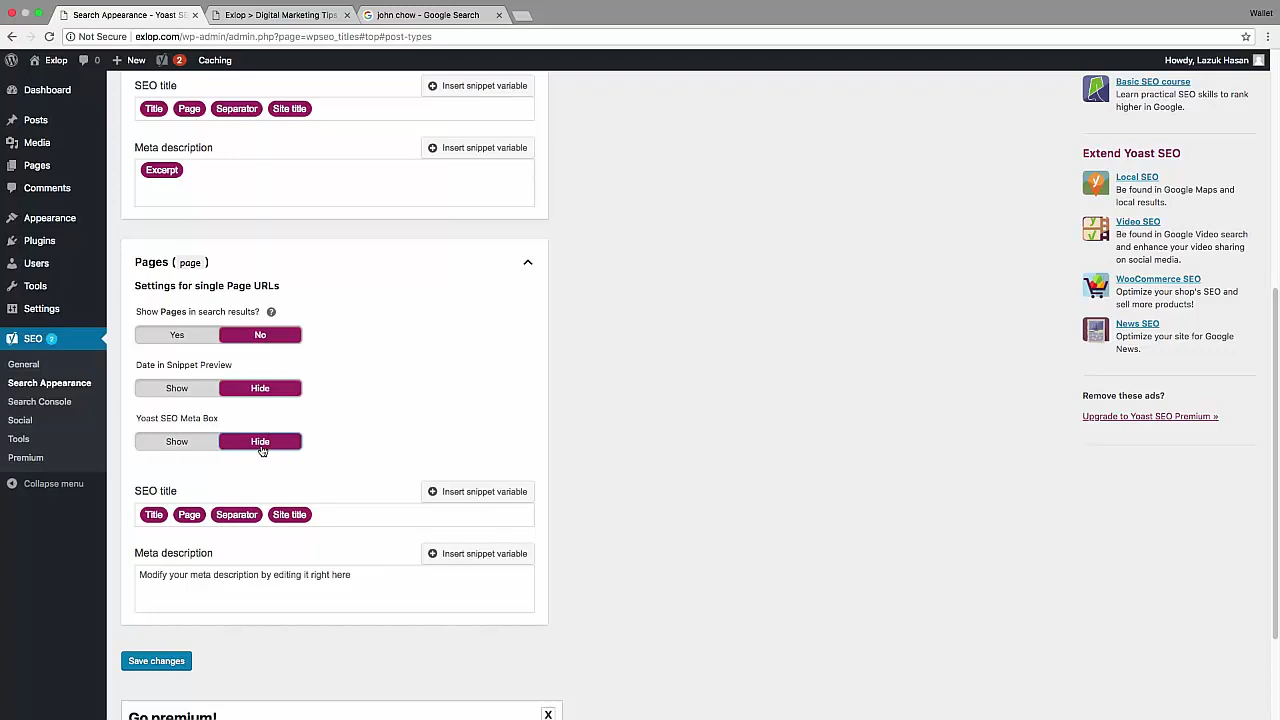 Search Appearance - Yoast SE
Exlop > Digital Marketing Tips
john chow - Google Search
Wallet
Not Secure
exlop.com/wp-admin/admin.php?page=wpseo_titles#top#post-types
Exlop
0
New
2
Caching
Howdy, Lazuk Hasan
Dashboard
Posts
Media
Pages
Comments
Appearance
Plugins
Users
Tools
Settings
SEO 2
General
Search Appearance
Search Console
Social
Tools
Premium
Collapse menu
SEO title
Insert snippet variable
Title Page Separator Site title
Meta description
Insert snippet variable
Excerpt
Pages ( page )
Settings for single Page URLs
Show Pages in search results? ?
Yes No
Date in Snippet Preview
Show Hide
Yoast SEO Meta Box
Show Hide
SEO title
Insert snippet variable
Title Page Separator Site title
Meta description
Insert snippet variable
Modify your meta description by editing it right here
Save changes
Go premium!
X
Basic SEO course
Learn practical SEO skills to rank
higher in Google.
Extend Yoast SEO
Local SEO
Be found in Google Maps and
local results.
Video SEO
Be found in Google Video search
and enhance your video sharing
on social media.
WooCommerce SEO
Optimize your shop's SEO and
sell more products!
News SEO
Optimize your site for Google
News.
Remove these ads?
Upgrade to Yoast SEO Premium »